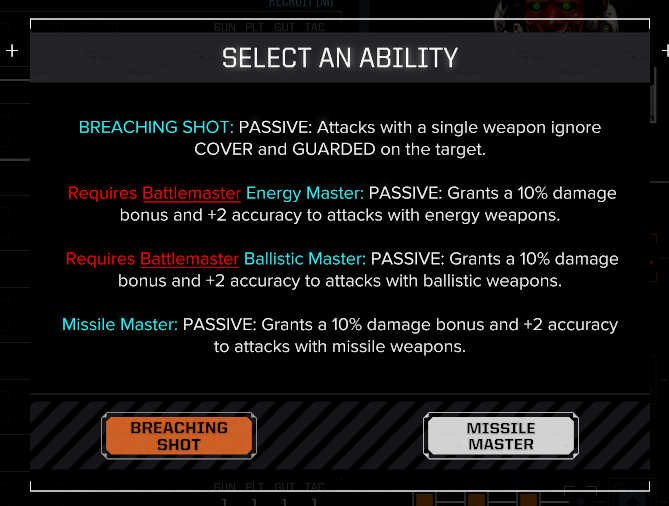 RECRUIT [M]
GUN PLT GUT TAC
SELECT AN ABILITY
BREACHING SHOT: PASSIVE: Attacks with a single weapon ignore
COVER and GUARDED on the target.
Requires Battlemaster Energy Master: PASSIVE: Grants a 10% damage
bonus and +2 accuracy to attacks with energy weapons.
Requires Battlemaster Ballistic Master: PASSIVE: Grants a 10% damage
bonus and +2 accuracy to attacks with ballistic weapons.
Missile Master: PASSIVE: Grants a 10% damage bonus and +2 accuracy
to attacks with missile weapons.
BREACHING
SHOT
MISSILE
MASTER
GUN PLT GUT TAC